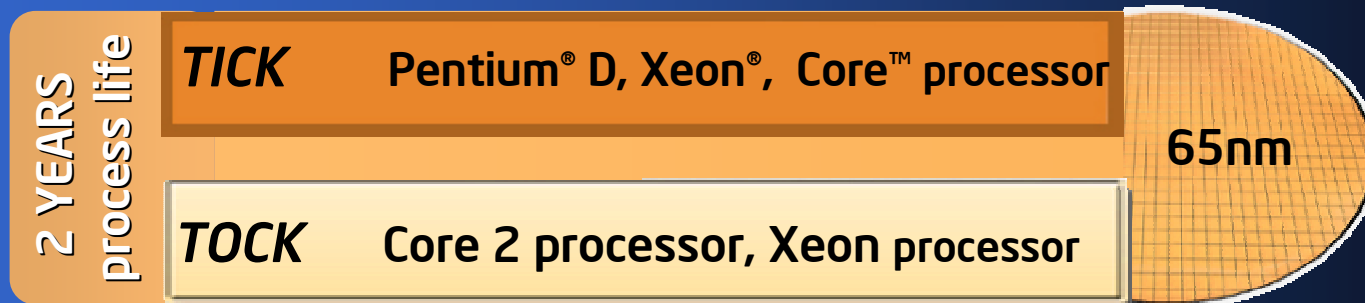 2 YEARS
process life
TICK Pentium® D, Xeon®, Core™ processor
65nm
TOCK Core 2 processor, Xeon processor